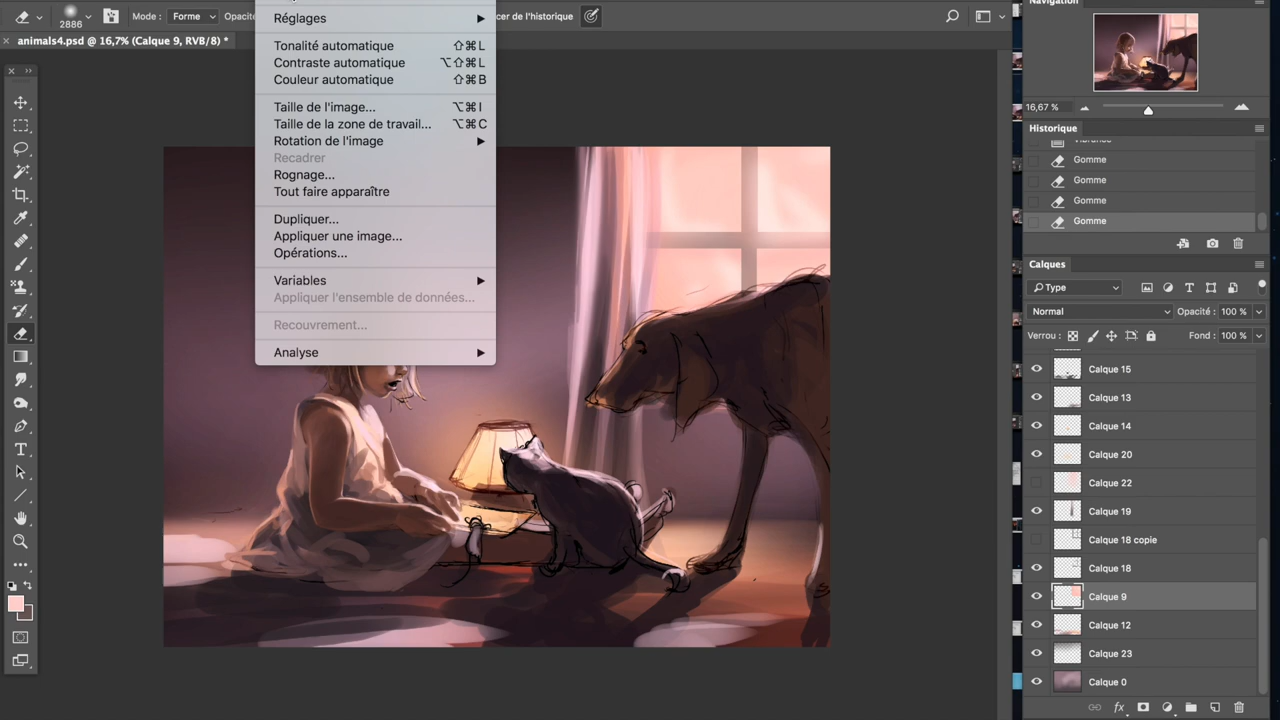 Navigation
2886
Mode :
Forme
Opacité
cer de l'historique
Réglages
animals4.psd @ 16,7% (Calque 9, RVB/8) *
Tonalité automatique ⇧⌘L
Contraste automatique ⌥⇧⌘L
Couleur automatique ⇧⌘B
Taille de l'image... ⌥⌘I
Taille de la zone de travail... ⌥⌘C
Rotation de l'image
Recadrer
Rognage...
Tout faire apparaître
Dupliquer...
Appliquer une image...
Opérations...
Variables
Appliquer l'ensemble de données...
Recouvrement...
Analyse
16,67 %
Historique
Gomme
Gomme
Gomme
Gomme
Calques
Type
Normal
Opacité : 100 %
Verrou :
Fond : 100 %
Calque 15
Calque 13
Calque 14
Calque 20
Calque 22
Calque 19
Calque 18 copie
Calque 18
Calque 9
Calque 12
Calque 23
Calque 0